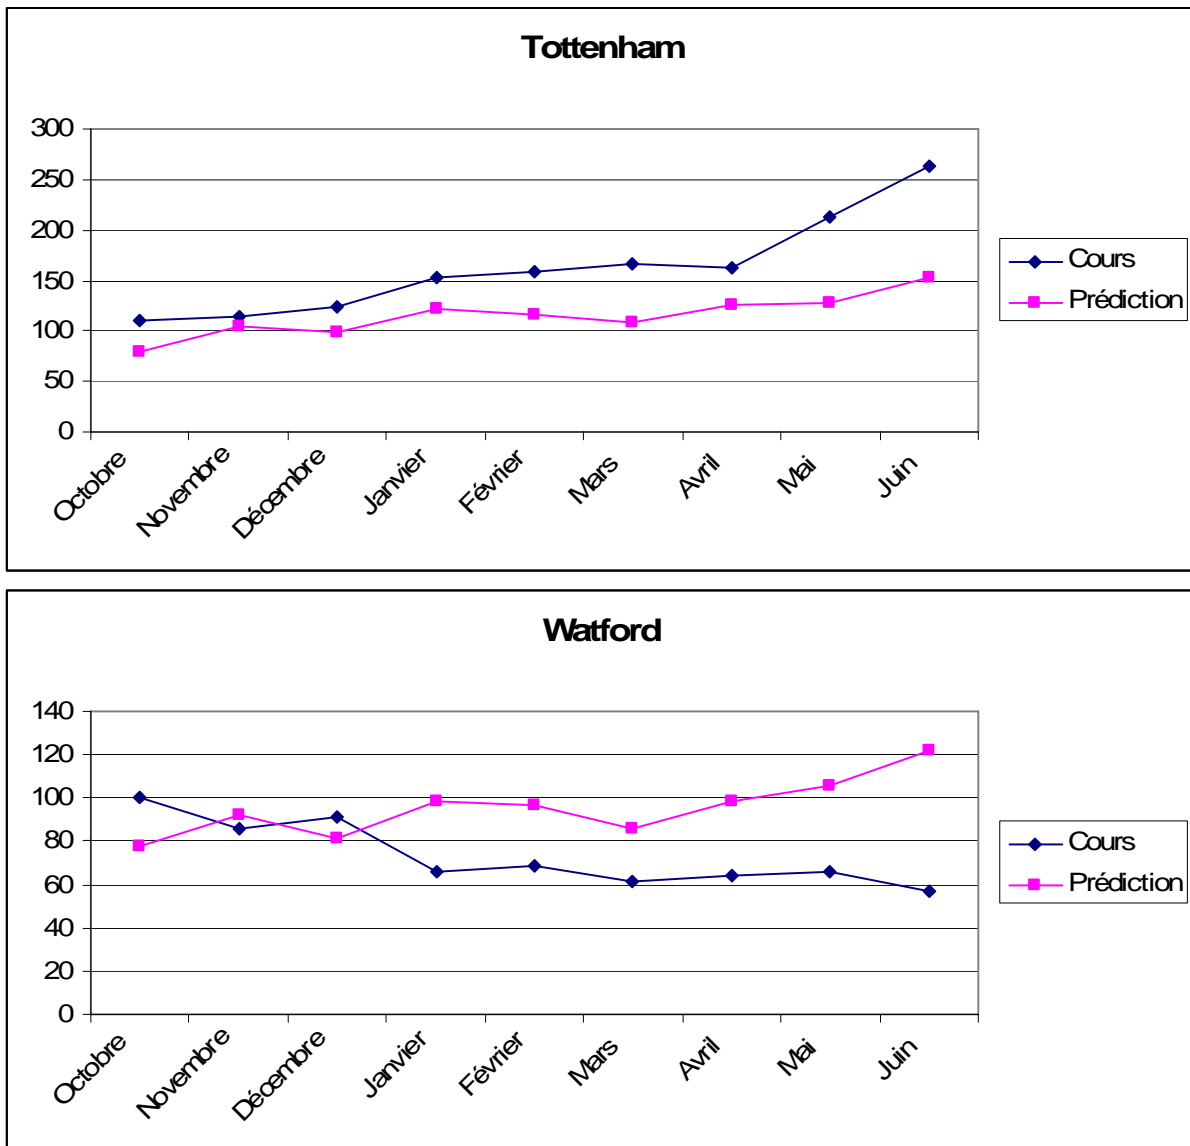 Tottenham
300
250
200
150
100
50
0
Octobre
Novembre
Décembre
Janvier
Février
Mars
Avril
Mai
Juin
Cours
Prédiction
Watford
140
120
100
80
60
40
20
0
Octobre
Novembre
Décembre
Janvier
Février
Mars
Avril
Mai
Juin
Cours
Prédiction